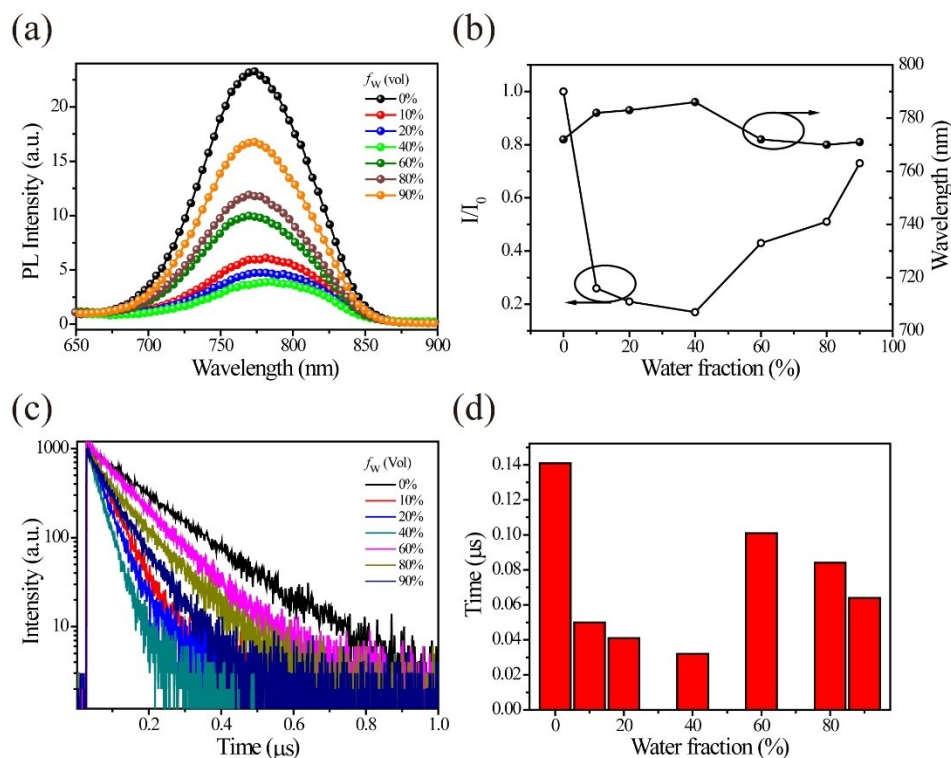 (a)
PL Intensity (a.u.)
20
15
10
5
0
fw (vol)
0%
10%
20%
40%
60%
80%
90%
650 700 750 800 850 900
Wavelength (nm)
(b)
I/I0
1.0
0.8
0.6
0.4
0.2
800
780
760
740
720
700
Wavelength (nm)
0 20 40 60 80 100
Water fraction (%)
(c)
Intensity (a.u.)
1000
100
10
fw (Vol)
0%
10%
20%
40%
60%
80%
90%
0.2 0.4 0.6 0.8 1.0
Time (μs)
(d)
Time (μs)
0.14
0.12
0.10
0.08
0.06
0.04
0.02
0.00
0 20 40 60 80
Water fraction (%)